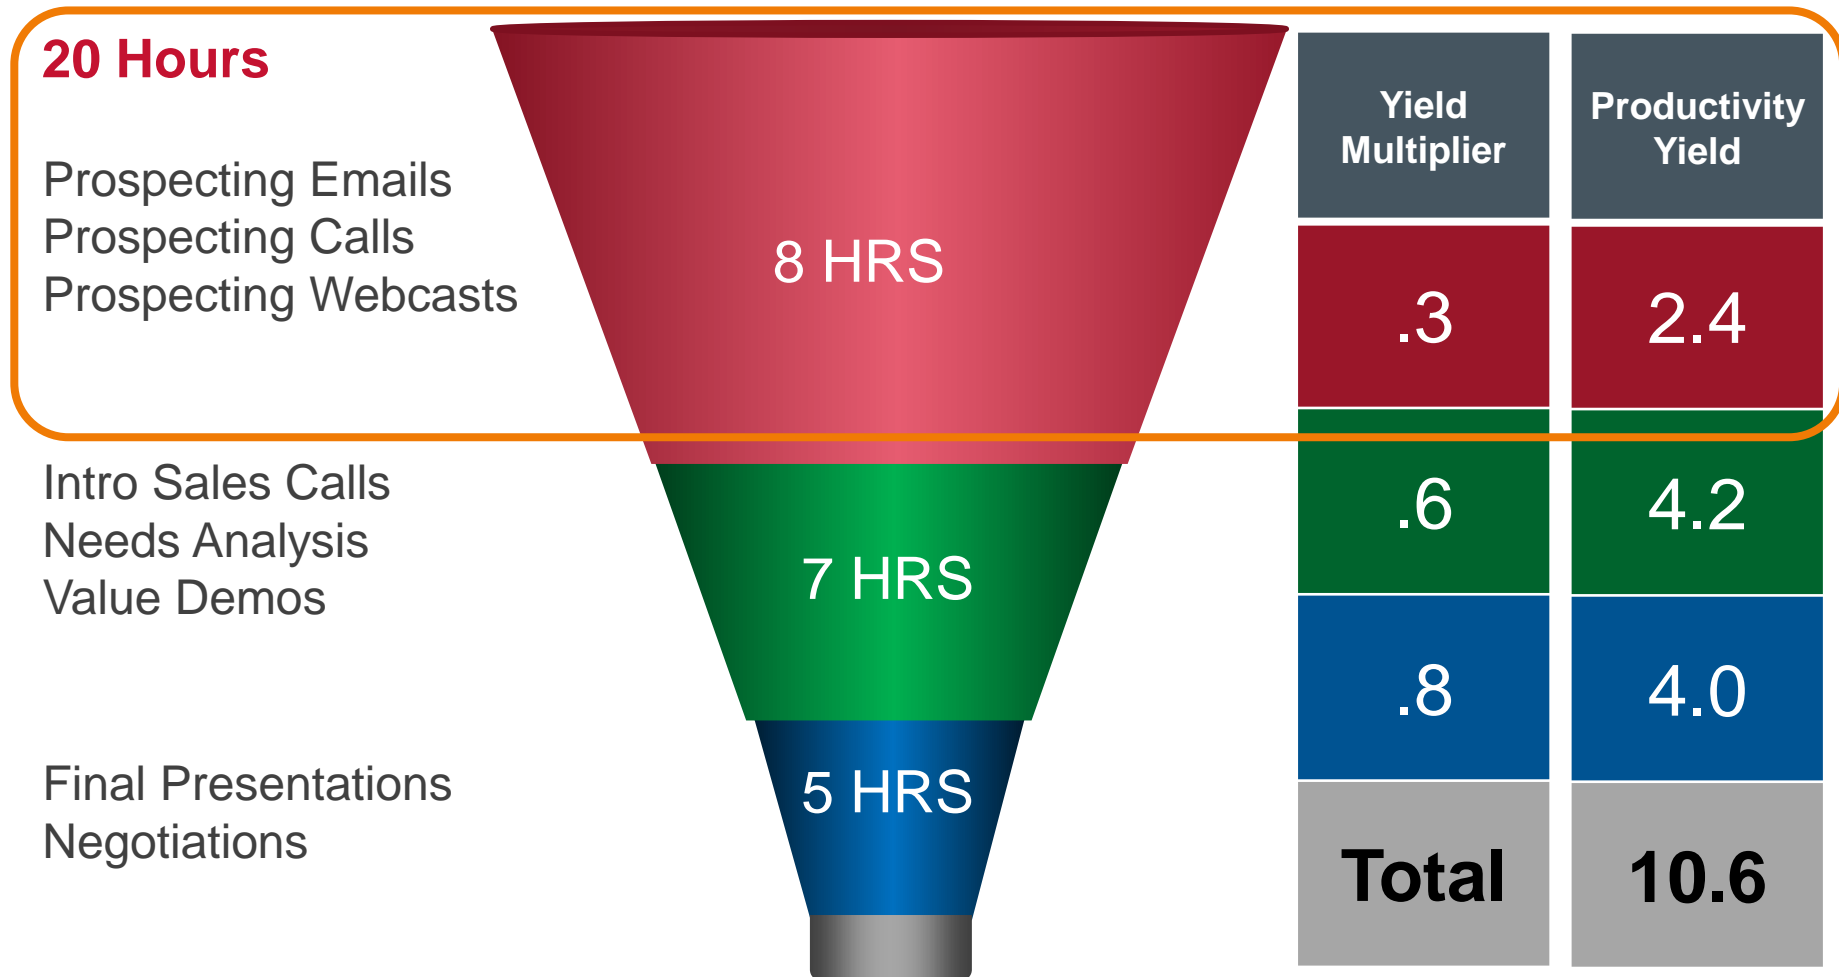 20 Hours
Prospecting Emails
Prospecting Calls
Prospecting Webcasts
8 HRS
Yield
Multiplier
Productivity
Yield
.3
2.4
Intro Sales Calls
Needs Analysis
Value Demos
7 HRS
.6
4.2
Final Presentations
Negotiations
5 HRS
.8
4.0
Total
10.6